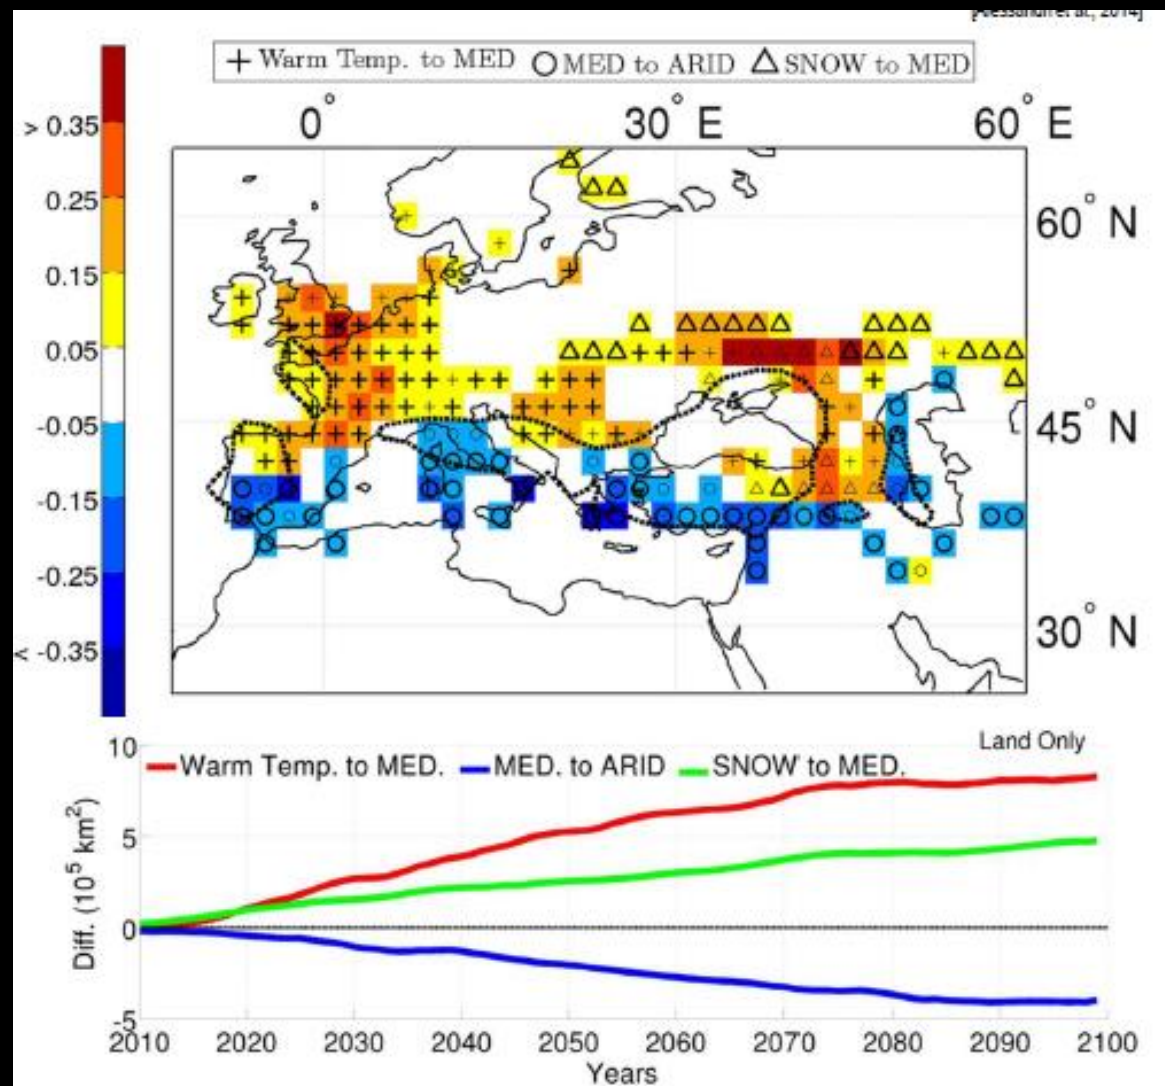 [Alessandri et al., 2014]
+ Warm Temp. to MED ○ MED to ARID △ SNOW to MED
0° 30° E 60° E
> 0.35
0.25
0.15
0.05
-0.05
-0.15
-0.25
< -0.35
60° N
45° N
30° N
Land Only
Warm Temp. to MED. MED. to ARID SNOW to MED.
10
5
0
-5
Diff. (10⁵ km²)
2010 2020 2030 2040 2050 2060 2070 2080 2090 2100
Years